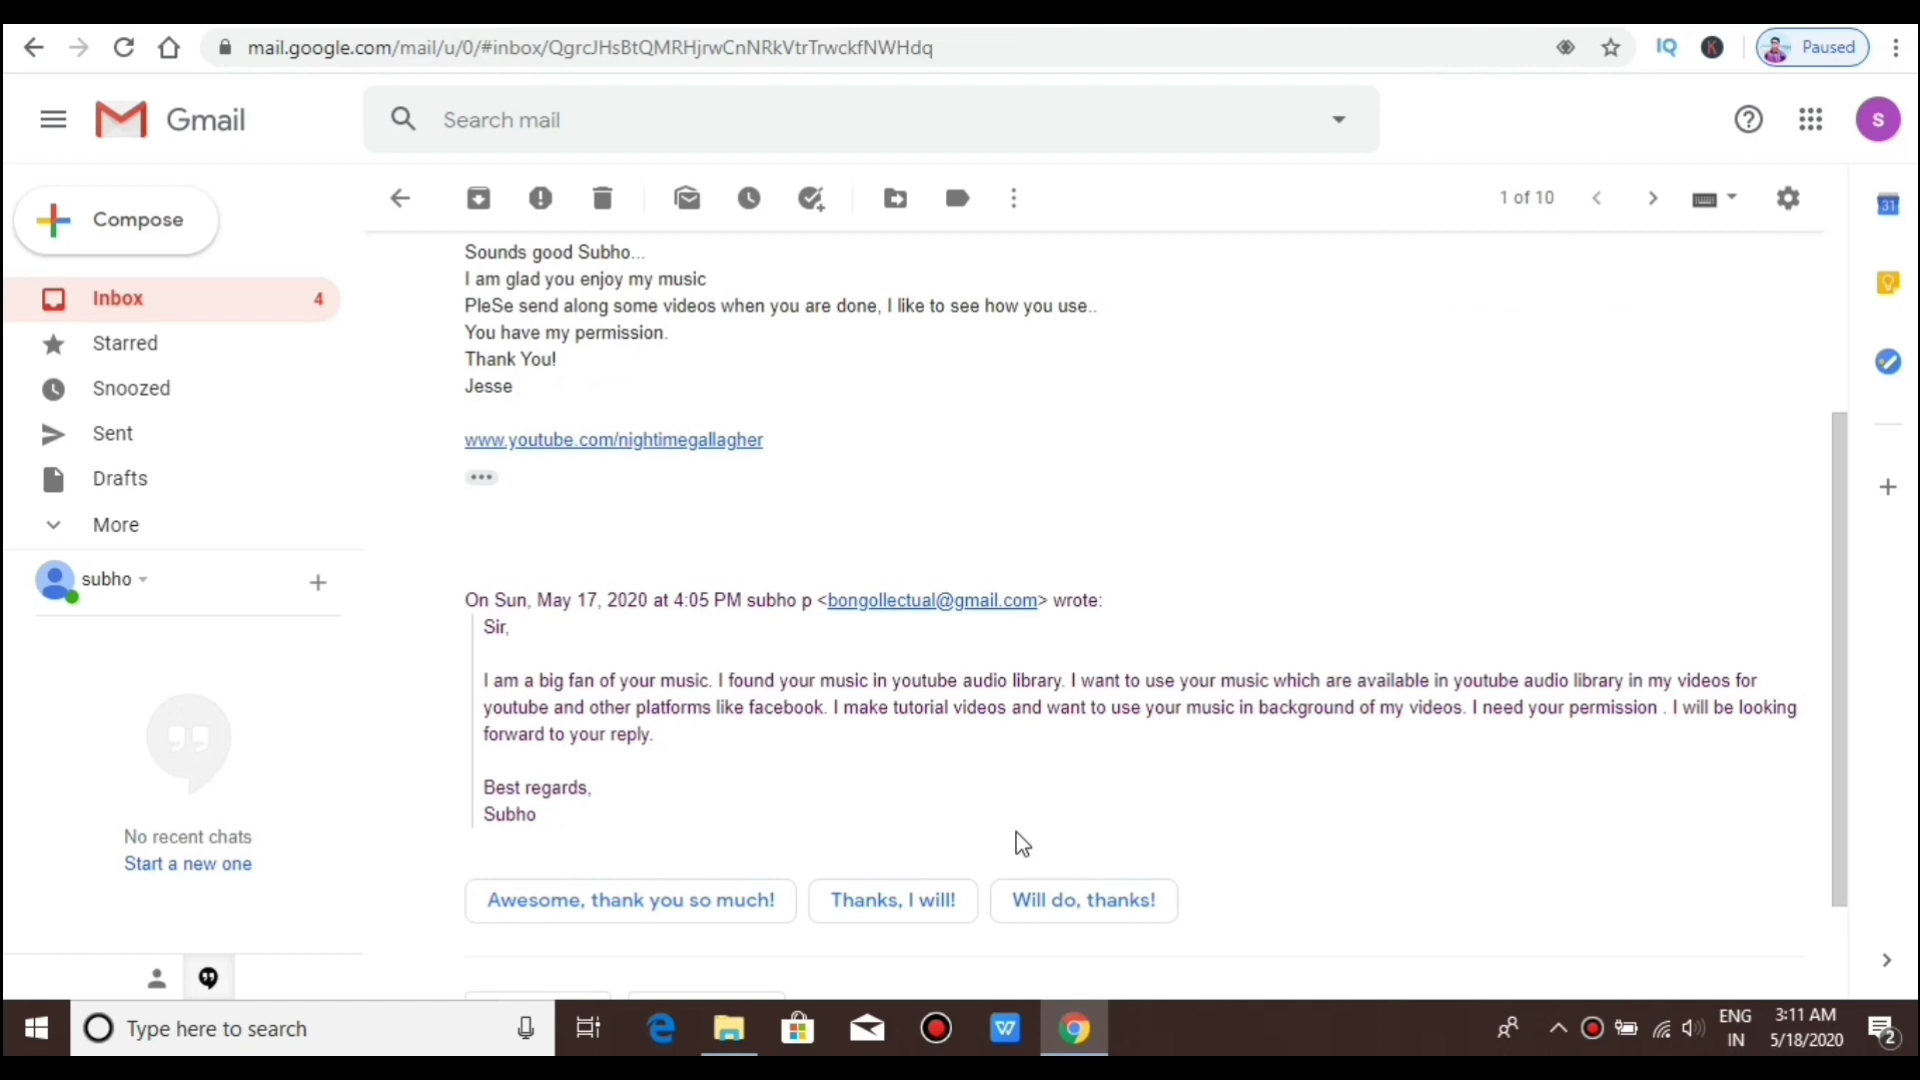 mail.google.com/mail/u/0/#inbox/QgrcJHsBtQMRHjrwCnNRkVtrTrwckfNWHdq
IQ
K
Paused
Gmail
Search mail
S
Compose
1 of 10
31
Inbox 4
Starred
Snoozed
Sent
Drafts
More
subho
No recent chats
Start a new one
Sounds good Subho...
I am glad you enjoy my music
PleSe send along some videos when you are done, I like to see how you use..
You have my permission.
Thank You!
Jesse
www.youtube.com/nightimegallagher
On Sun, May 17, 2020 at 4:05 PM subho p <bongollectual@gmail.com> wrote:
Sir,
I am a big fan of your music. I found your music in youtube audio library. I want to use your music which are available in youtube audio library in my videos for
youtube and other platforms like facebook. I make tutorial videos and want to use your music in background of my videos. I need your permission . I will be looking
forward to your reply.
Best regards,
Subho
Awesome, thank you so much!
Thanks, I will!
Will do, thanks!
Type here to search
W
ENG
IN
3:11 AM
5/18/2020
2